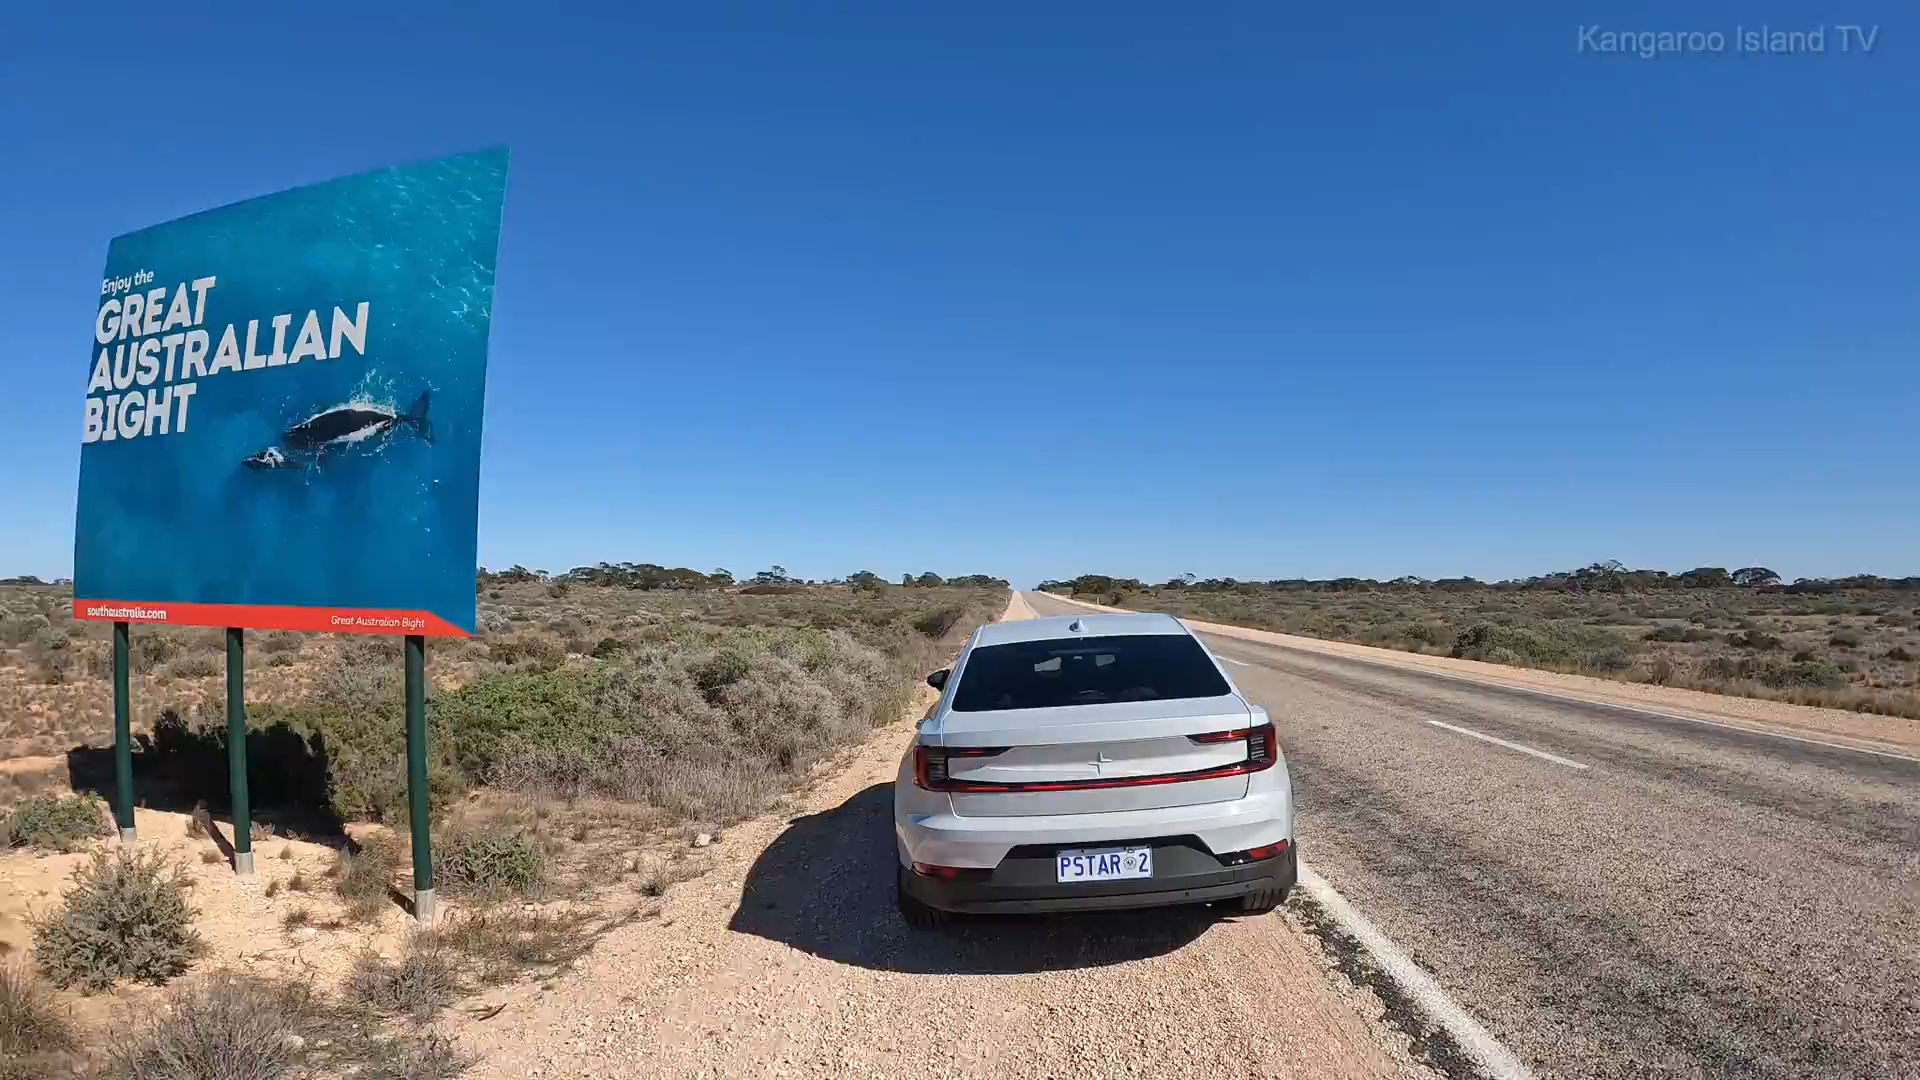 Kangaroo Island TV
Enjoy the
GREAT
AUSTRALIAN
BIGHT
southaustralia.com
Great Australian Bight
PSTAR 2